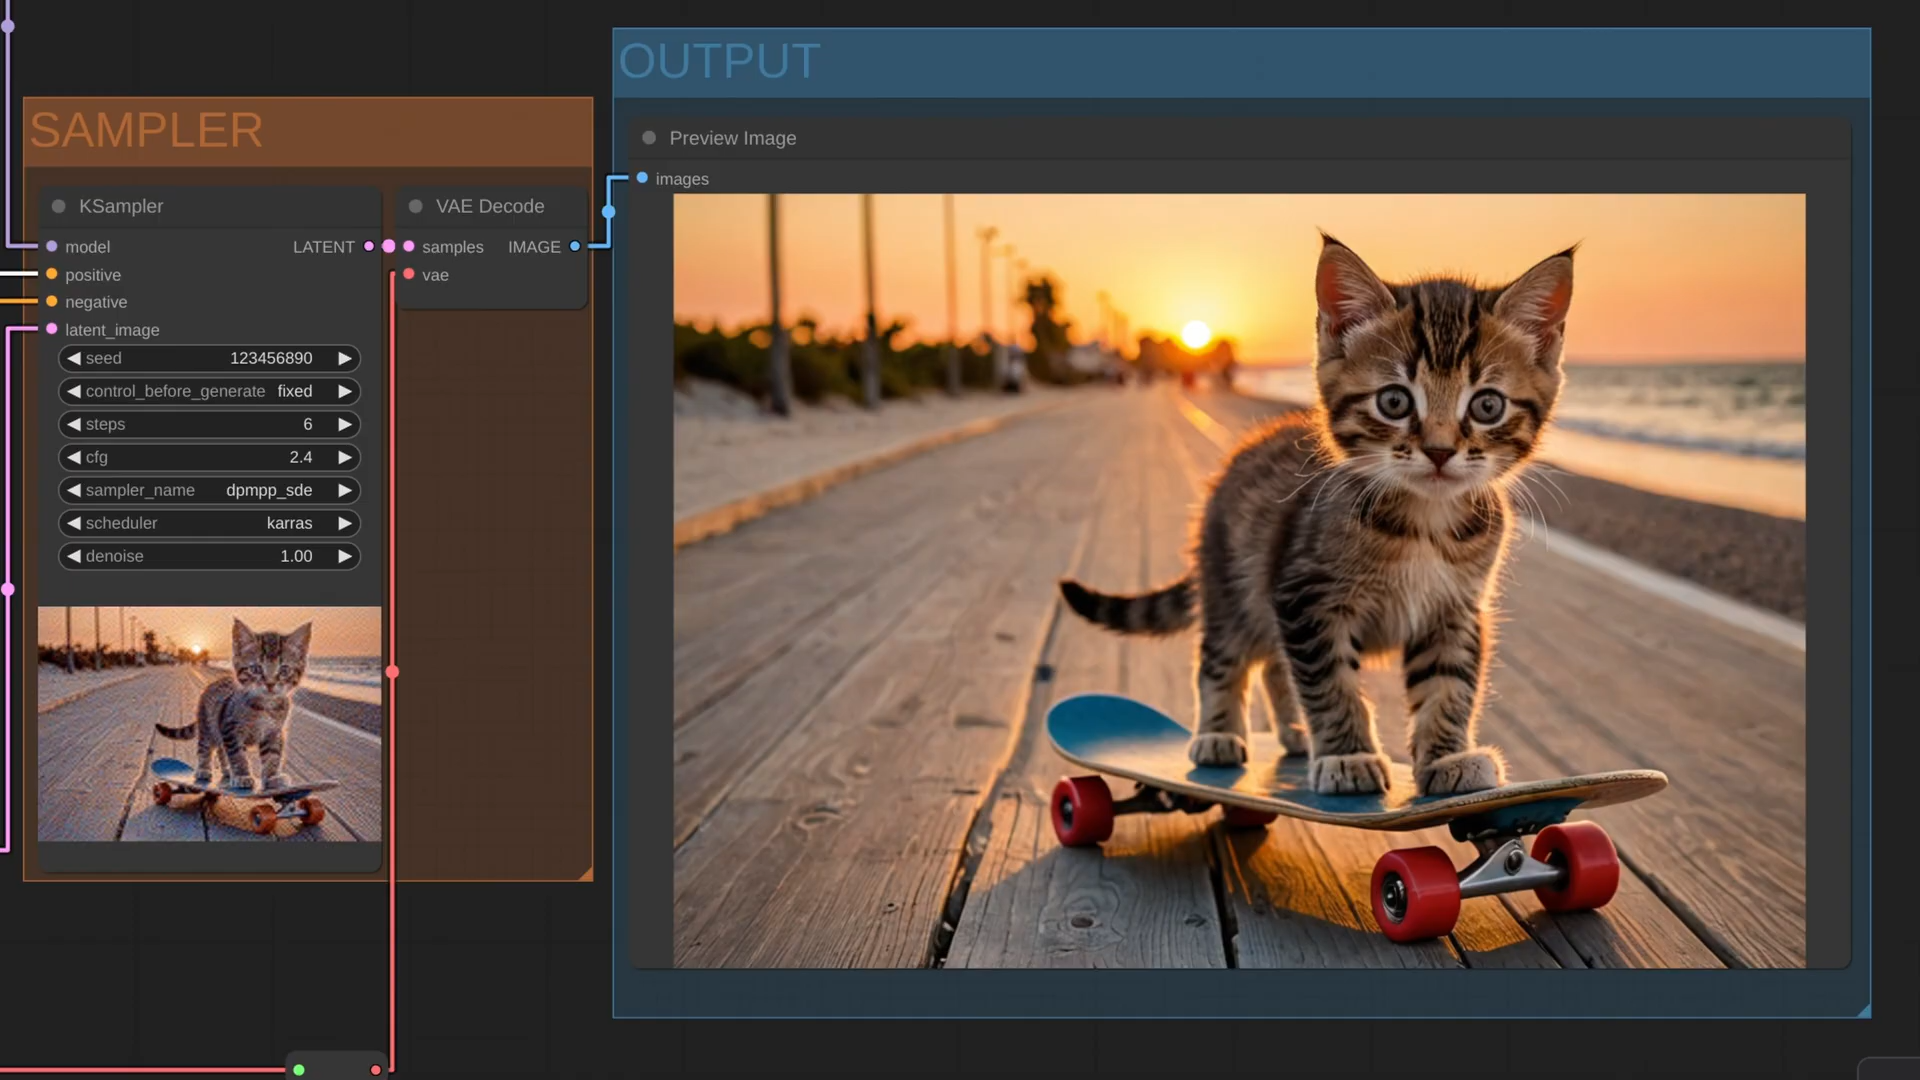 OUTPUT
SAMPLER
Preview Image
images
KSampler
VAE Decode
model LATENT
samples IMAGE
positive
vae
negative
latent_image
seed 123456890
control_before_generate fixed
steps 6
cfg 2.4
sampler_name dpmpp_sde
scheduler karras
denoise 1.00